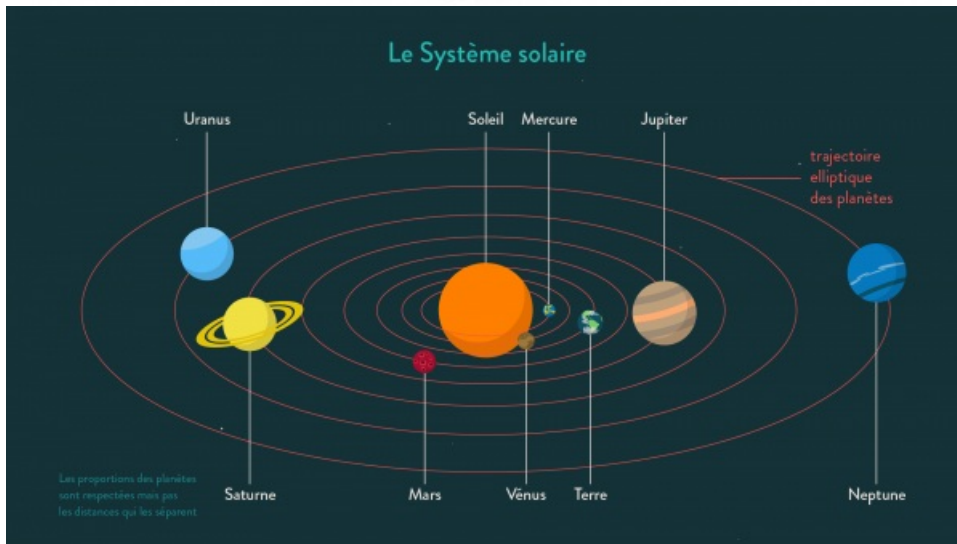 Le Système solaire
Uranus
Soleil
Mercure
Jupiter
trajectoire
elliptique
des planètes
Les proportions des planètes
sont respectées mais pas
les distances qui les séparent
Saturne
Mars
Vénus
Terre
Neptune